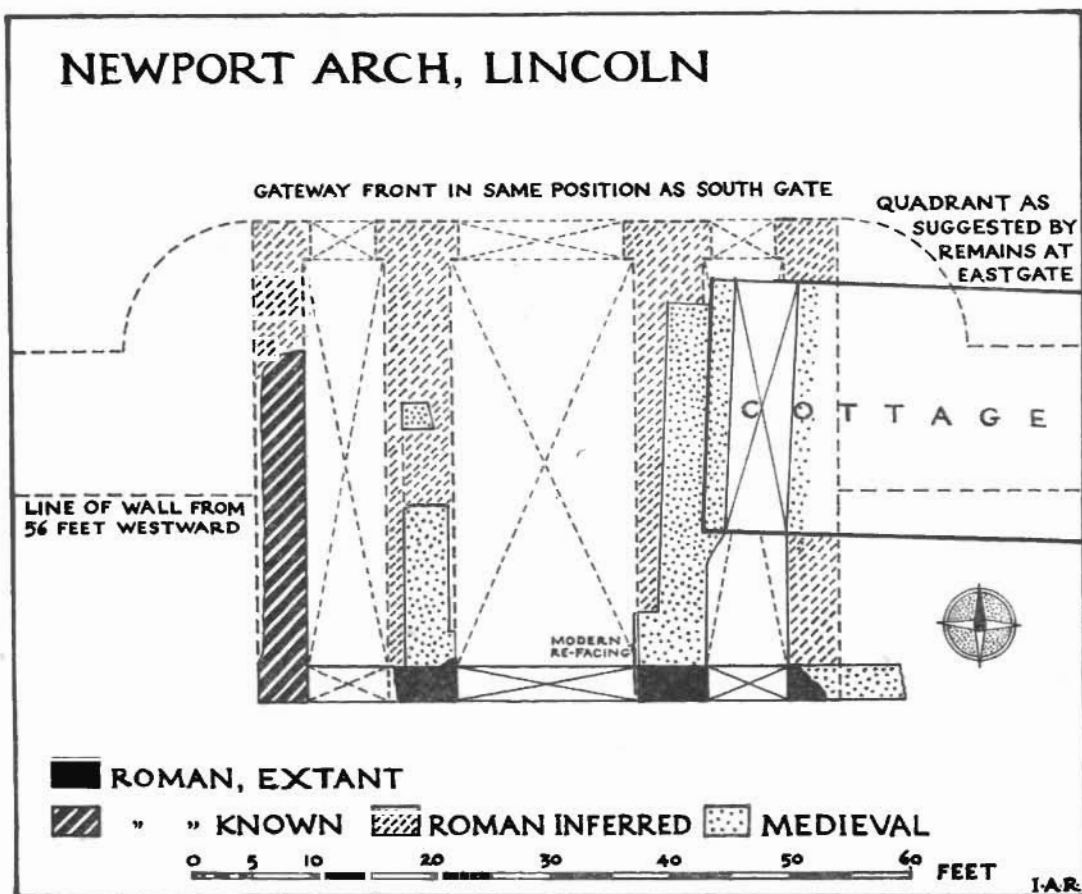 NEWPORT ARCH, LINCOLN
GATEWAY FRONT IN SAME POSITION AS SOUTH GATE
QUADRANT AS
SUGGESTED BY
REMAINS AT
EASTGATE
COTTAGE
LINE OF WALL FROM
56 FEET WESTWARD
MODERN
RE-FACING
ROMAN, EXTANT
" " KNOWN
ROMAN INFERRED
MEDIEVAL
0 5 10 20 30 40 50 60 FEET
I.A.R.